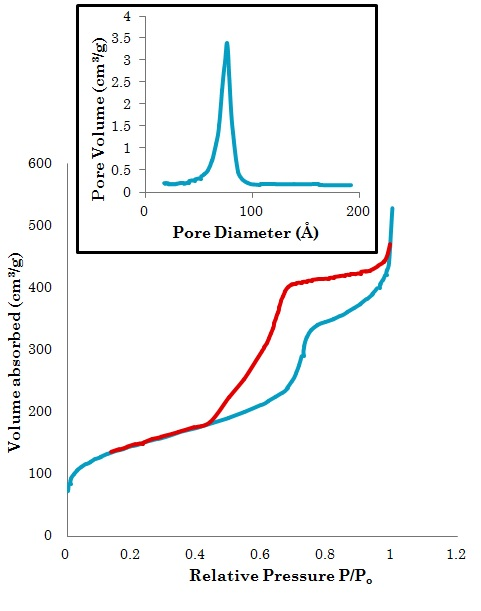 4
3.5
3
2.5
2
1.5
1
0.5
0
Pore Volume (cm³/g)
0 100 200
Pore Diameter (Å)
600
500
400
300
200
100
0
Volume absorbed (cm³/g)
0 0.2 0.4 0.6 0.8 1 1.2
Relative Pressure P/Pₒ